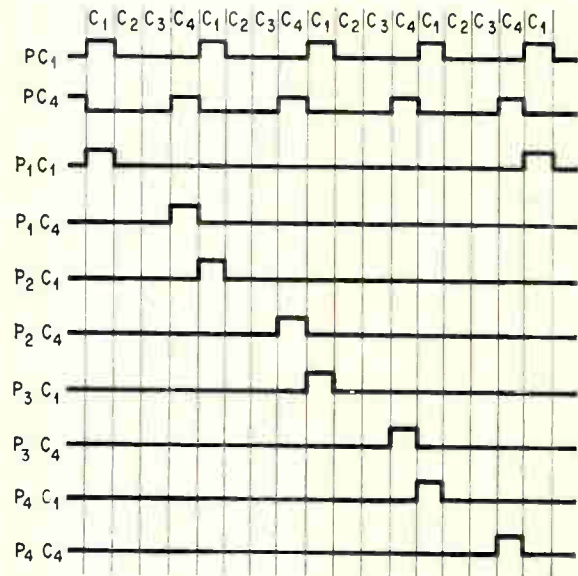 C₁ C₂ C₃ C₄ C₁ C₂ C₃ C₄ C₁ C₂ C₃ C₄ C₁ C₂ C₃ C₄ C₁
PC₁
PC₄
P₁ C₁
P₁ C₄
P₂ C₁
P₂ C₄
P₃ C₁
P₃ C₄
P₄ C₁
P₄ C₄